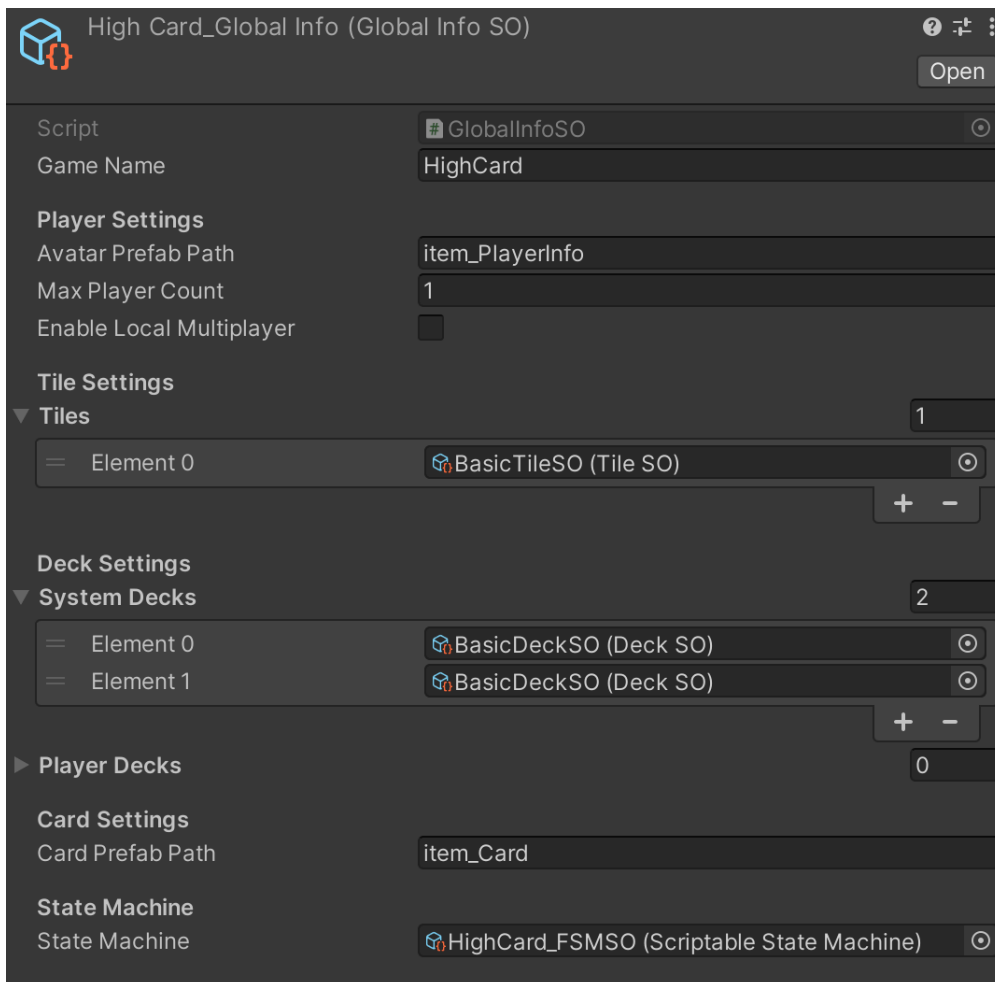 High Card_Global Info (Global Info SO)
Open
Script GlobalInfoSO
Game Name HighCard
Player Settings
Avatar Prefab Path item_PlayerInfo
Max Player Count 1
Enable Local Multiplayer
Tile Settings
Tiles 1
Element 0 BasicTileSO (Tile SO)
+ −
Deck Settings
System Decks 2
Element 0 BasicDeckSO (Deck SO)
Element 1 BasicDeckSO (Deck SO)
+ −
Player Decks 0
Card Settings
Card Prefab Path item_Card
State Machine
State Machine HighCard_FSMSO (Scriptable State Machine)